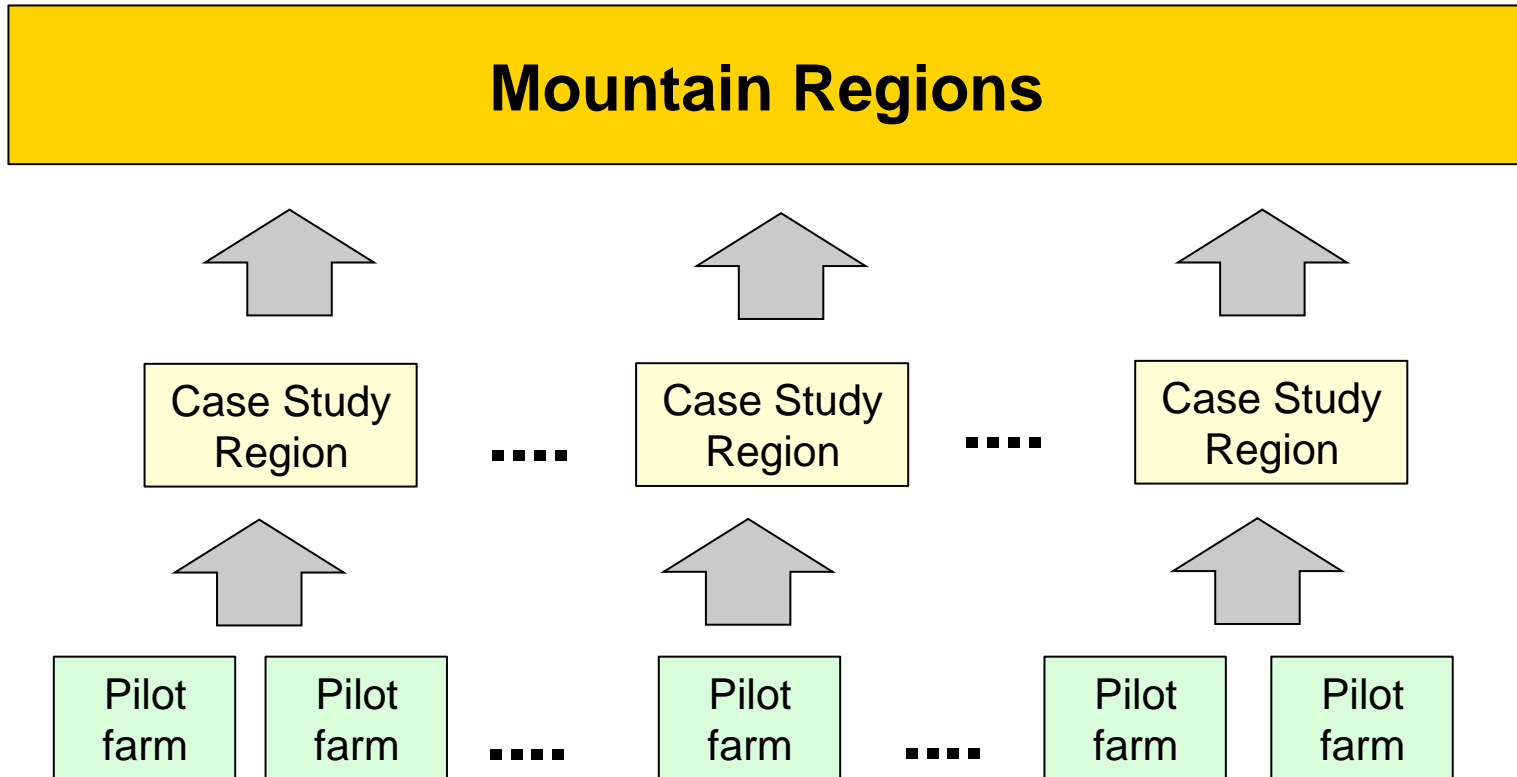 Mountain Regions
Case Study
Region
....
Case Study
Region
....
Case Study
Region
Pilot
farm
Pilot
farm
....
Pilot
farm
....
Pilot
farm
Pilot
farm